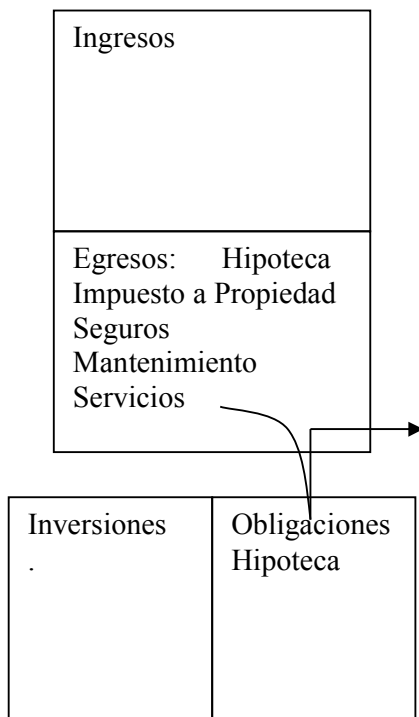 Ingresos
Egresos: Hipoteca
Impuesto a Propiedad
Seguros
Mantenimiento
Servicios
Inversiones
.
Obligaciones
Hipoteca